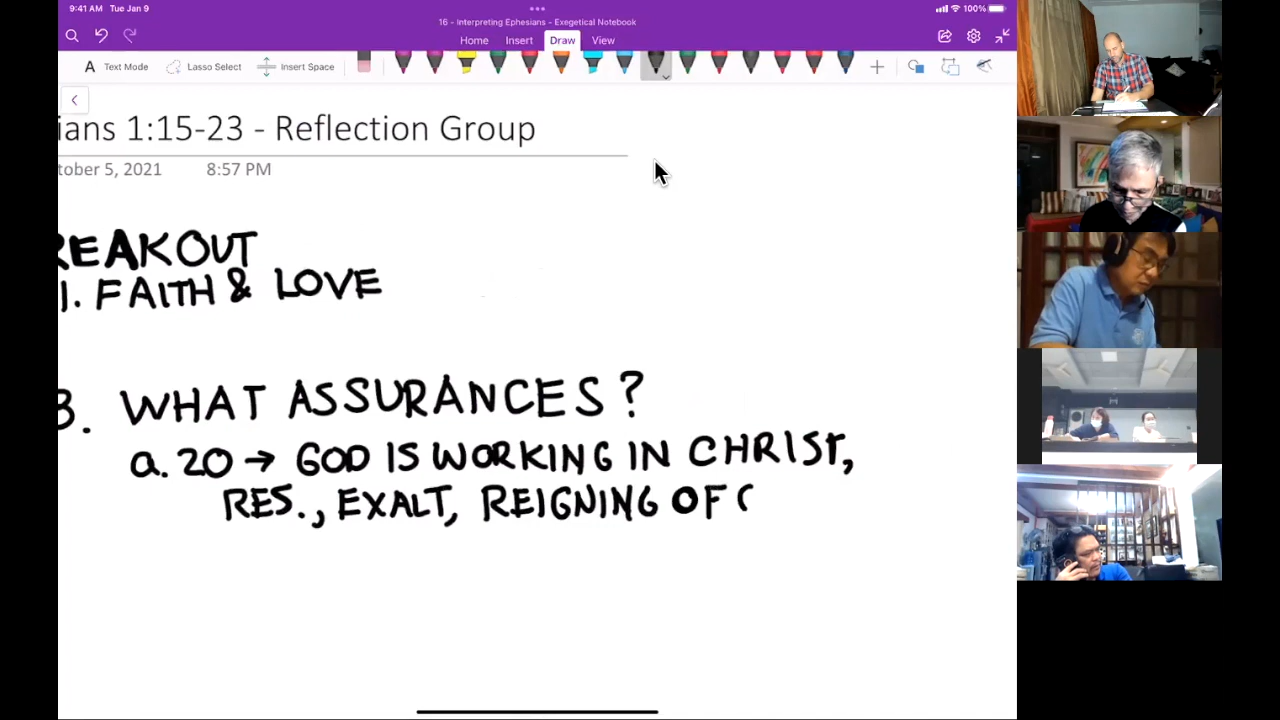 9:41 AM Tue Jan 9
100%
16 - Interpreting Ephesians - Exegetical Notebook
Home Insert Draw View
A Text Mode Lasso Select Insert Space
ians 1:15-23 - Reflection Group
tober 5, 2021 8:57 PM
REAKOUT
1. FAITH & LOVE
3. WHAT ASSURANCES?
a. 20 → GOD IS WORKING IN CHRIST,
RES., EXALT, REIGNING OF C